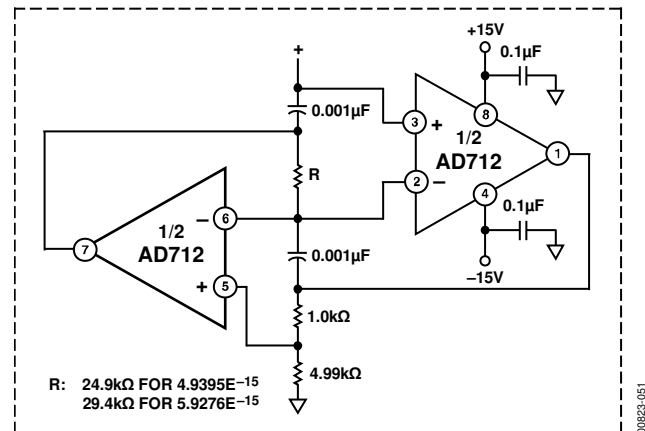 +15V
0.1µF
+
0.001µF
3
+
8
1/2
AD712
1
R
2
–
4
1/2
AD712
–
6
7
0.1µF
0.001µF
+
5
–15V
1.0kΩ
4.99kΩ
R: 24.9kΩ FOR 4.9395E–15
29.4kΩ FOR 5.9276E–15
00823-051